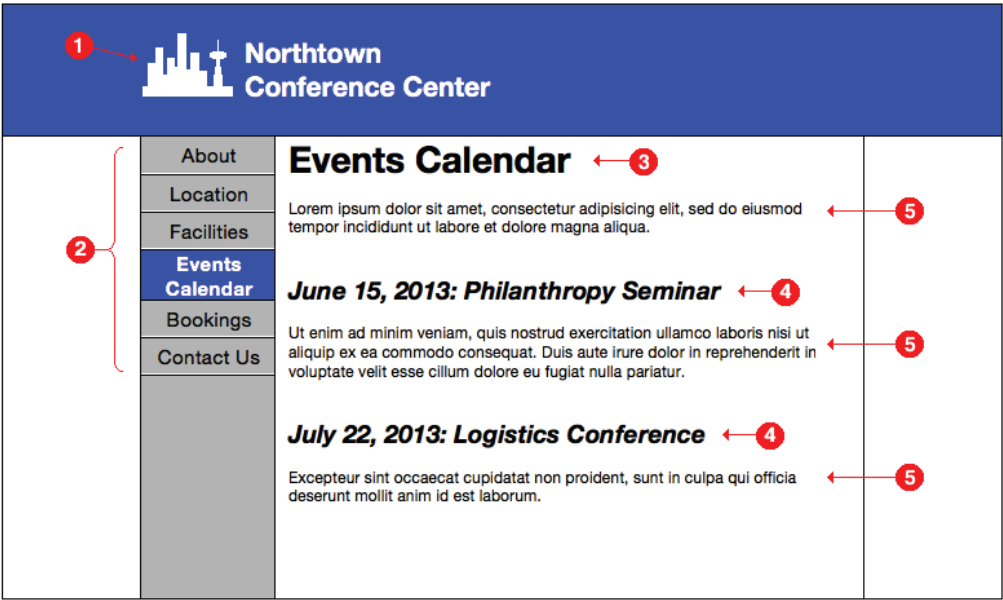 1
Northtown
Conference Center
2
About
Location
Facilities
Events
Calendar
Bookings
Contact Us
Events Calendar
3
Lorem ipsum dolor sit amet, consectetur adipisicing elit, sed do eiusmod
5
tempor incididunt ut labore et dolore magna aliqua.
June 15, 2013: Philanthropy Seminar
4
Ut enim ad minim veniam, quis nostrud exercitation ullamco laboris nisi ut
aliquip ex ea commodo consequat. Duis aute irure dolor in reprehenderit in
5
voluptate velit esse cillum dolore eu fugiat nulla pariatur.
July 22, 2013: Logistics Conference
4
Excepteur sint occaecat cupidatat non proident, sunt in culpa qui officia
5
deserunt mollit anim id est laborum.